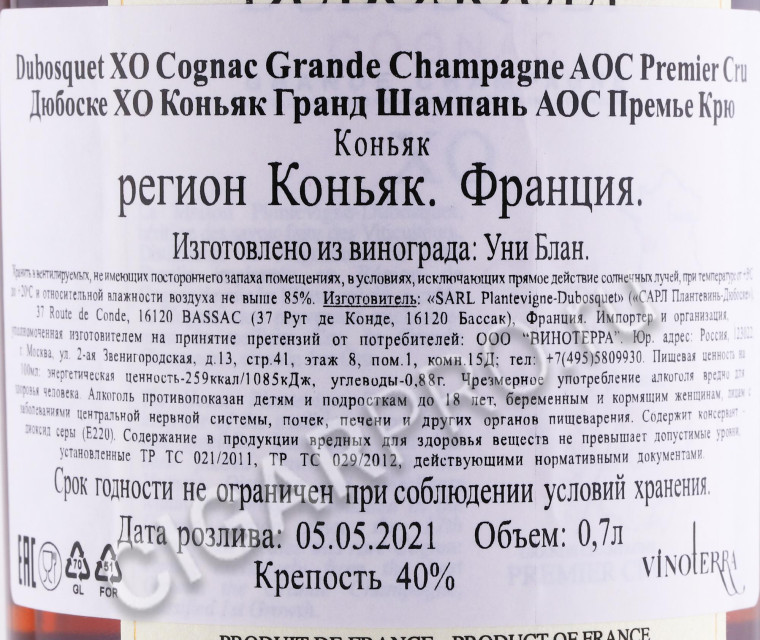 Dubosquet XO Cognac Grande Champagne AOC Premier Cru
Дюбоске ХО Коньяк Гранд Шампань АОС Премье Крю
Коньяк
регион Коньяк. Франция.
Изготовлено из винограда: Уни Блан.
Хранить в вентилируемых, не имеющих постороннего запаха помещениях, в условиях, исключающих прямое действие солнечных лучей, при температуре от +5°С
до +20°С и относительной влажности воздуха не выше 85%. Изготовитель: «SARL Plantevigne-Dubosquet» («САРЛ Плантевинь-Дюбоске»),
37 Route de Conde, 16120 BASSAC (37 Рут де Конде, 16120 Бассак), Франция. Импортер и организация,
уполномоченная изготовителем на принятие претензий от потребителей: ООО "ВИНОТЕРРА". Юр. адрес: Россия, 123022,
г. Москва, ул. 2-ая Звенигородская, д.13, стр.41, этаж 8, пом.1, комн.15Д; тел: +7(495)5809930. Пищевая ценность на
100мл: энергетическая ценность-259ккал/1085кДж, углеводы-0,88г. Чрезмерное употребление алкоголя вредно для
здоровья человека. Алкоголь противопоказан детям и подросткам до 18 лет, беременным и кормящим женщинам, лицам с
заболеваниями центральной нервной системы, почек, печени и других органов пищеварения. Содержит консервант -
диоксид серы (Е220). Содержание в продукции вредных для здоровья веществ не превышает допустимые уровни,
установленные ТР ТС 021/2011, ТР ТС 029/2012, действующими нормативными документами.
Срок годности не ограничен при соблюдении условий хранения.
Дата розлива: 05.05.2021 Объем: 0,7л
EAC 70 GL 51 FOR vinoterra
Крепость 40%
PRODUIT DE FRANCE - PRODUCT OF FRANCE
CIGARPRO.ru